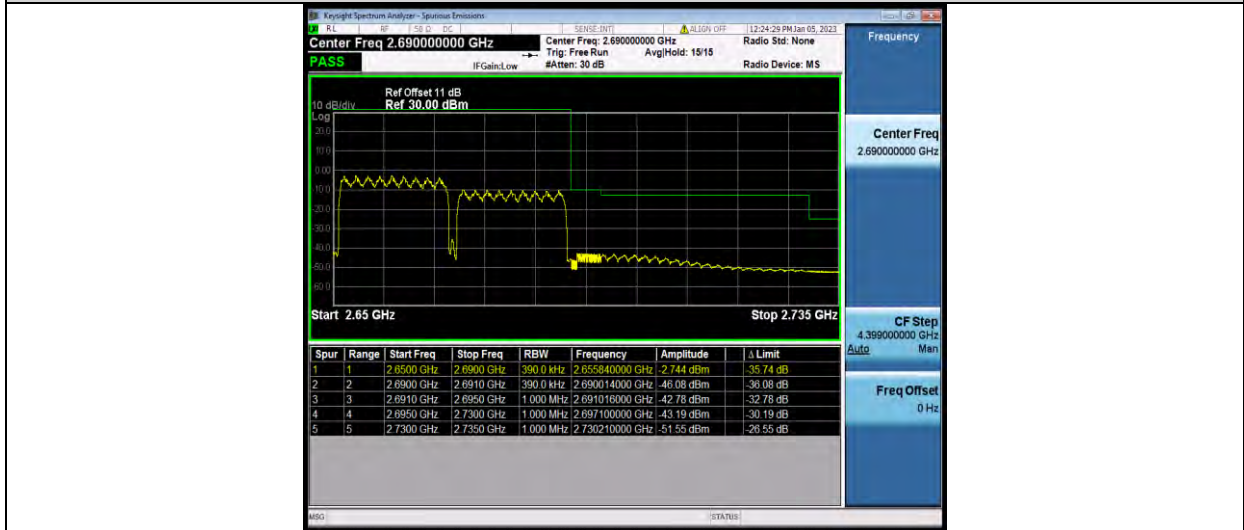 Keysight Spectrum Analyzer - Spurious Emissions
RL RF 50 Ω DC SENSE:INT ALIGN OFF 12:24:29 PM Jan 05, 2023
Center Freq 2.690000000 GHz
Center Freq: 2.690000000 GHz
Radio Std: None
Trig: Free Run Avg|Hold: 15/15
PASS
IFGain:Low
#Atten: 30 dB
Radio Device: MS
Ref Offset 11 dB
10 dB/div Ref 30.00 dBm
Log
20.0
10.0
0.00
-10.0
-20.0
-30.0
-40.0
-50.0
-60.0
Start 2.65 GHz Stop 2.735 GHz
Spur Range Start Freq Stop Freq RBW Frequency Amplitude Δ Limit
1 1 2.6500 GHz 2.6900 GHz 390.0 kHz 2.655840000 GHz -2.744 dBm -35.74 dB
2 2 2.6900 GHz 2.6910 GHz 390.0 kHz 2.690014000 GHz -46.08 dBm -36.08 dB
3 3 2.6910 GHz 2.6950 GHz 1.000 MHz 2.691016000 GHz -42.78 dBm -32.78 dB
4 4 2.6950 GHz 2.7300 GHz 1.000 MHz 2.697100000 GHz -43.19 dBm -30.19 dB
5 5 2.7300 GHz 2.7350 GHz 1.000 MHz 2.730210000 GHz -51.55 dBm -26.55 dB
MSG STATUS
Frequency
Center Freq
2.690000000 GHz
CF Step
4.399000000 GHz
Auto Man
Freq Offset
0 Hz